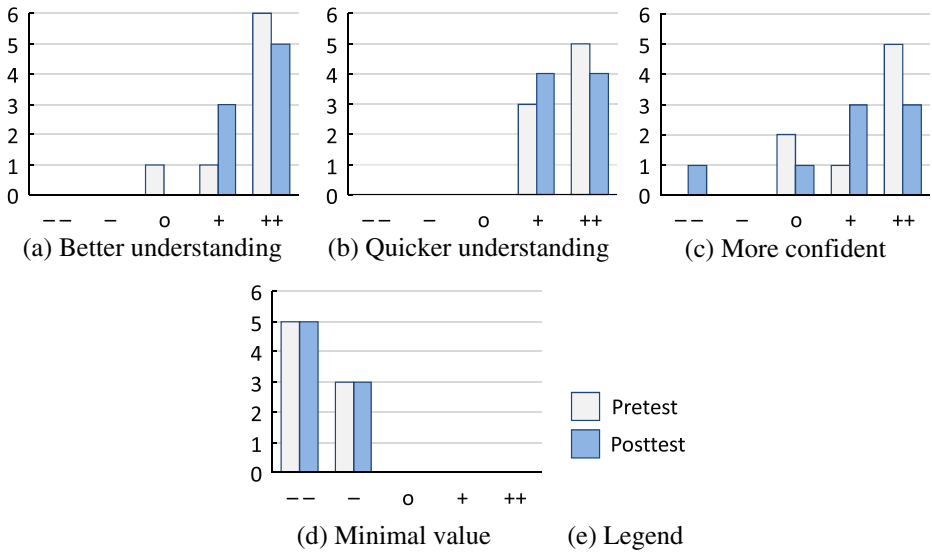 6
5
4
3
2
1
0
−− − o + ++
(a) Better understanding
6
5
4
3
2
1
0
−− − o + ++
(b) Quicker understanding
6
5
4
3
2
1
0
−− − o + ++
(c) More confident
6
5
4
3
2
1
0
−− − o + ++
(d) Minimal value
Pretest
Posttest
(e) Legend